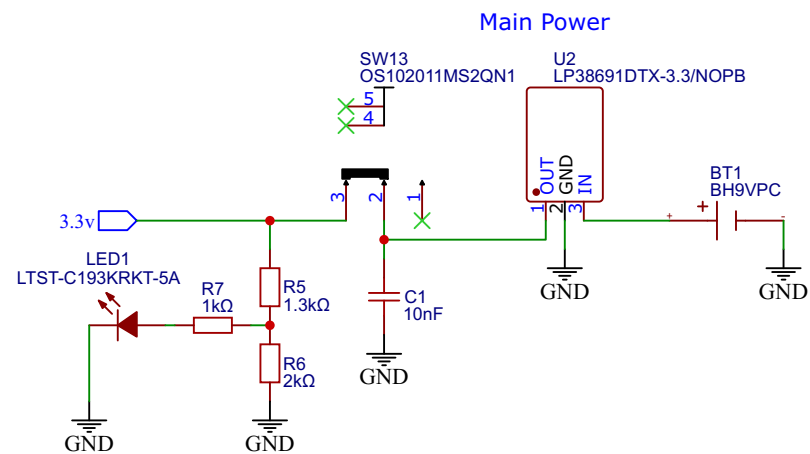 Main Power
SW13
OS102011MS2QN1
U2
LP38691DTX-3.3/NOPB
5
4
3
2
1
OUT
GND
IN
1
2
3
BT1
BH9VPC
+
+
-
3.3v
LED1
LTST-C193KRKT-5A
R7
1kΩ
R5
1.3kΩ
C1
10nF
R6
2kΩ
GND
GND
GND
GND
GND